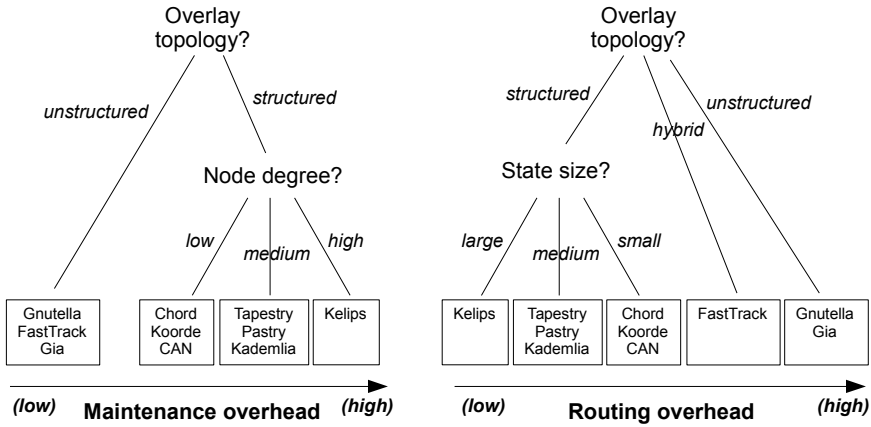 Overlay
topology?
unstructured
structured
Node degree?
low
medium
high
Gnutella
FastTrack
Gia
Chord
Koorde
CAN
Tapestry
Pastry
Kademlia
Kelips
(low)
Maintenance overhead
(high)
Overlay
topology?
structured
hybrid
unstructured
State size?
large
medium
small
Kelips
Tapestry
Pastry
Kademlia
Chord
Koorde
CAN
FastTrack
Gnutella
Gia
(low)
Routing overhead
(high)